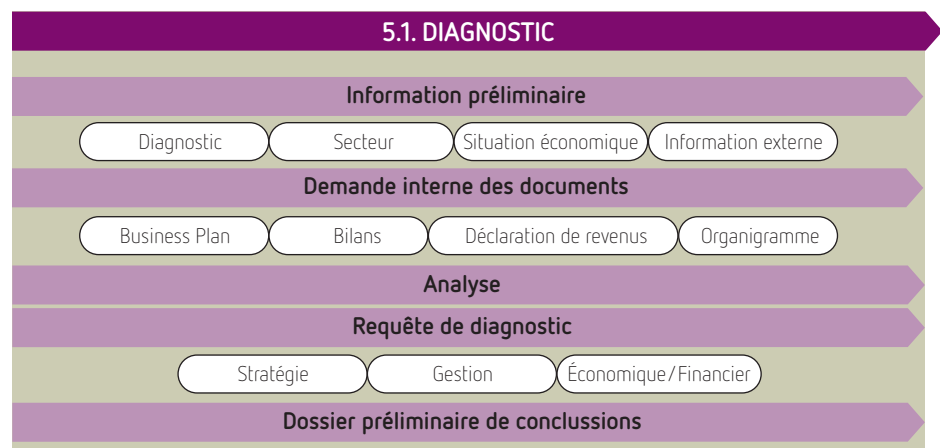 5.1. DIAGNOSTIC
Information préliminaire
Diagnostic Secteur Situation économique Information externe
Demande interne des documents
Business Plan Bilans Déclaration de revenus Organigramme
Analyse
Requête de diagnostic
Stratégie Gestion Économique/Financier
Dossier préliminaire de conclussions